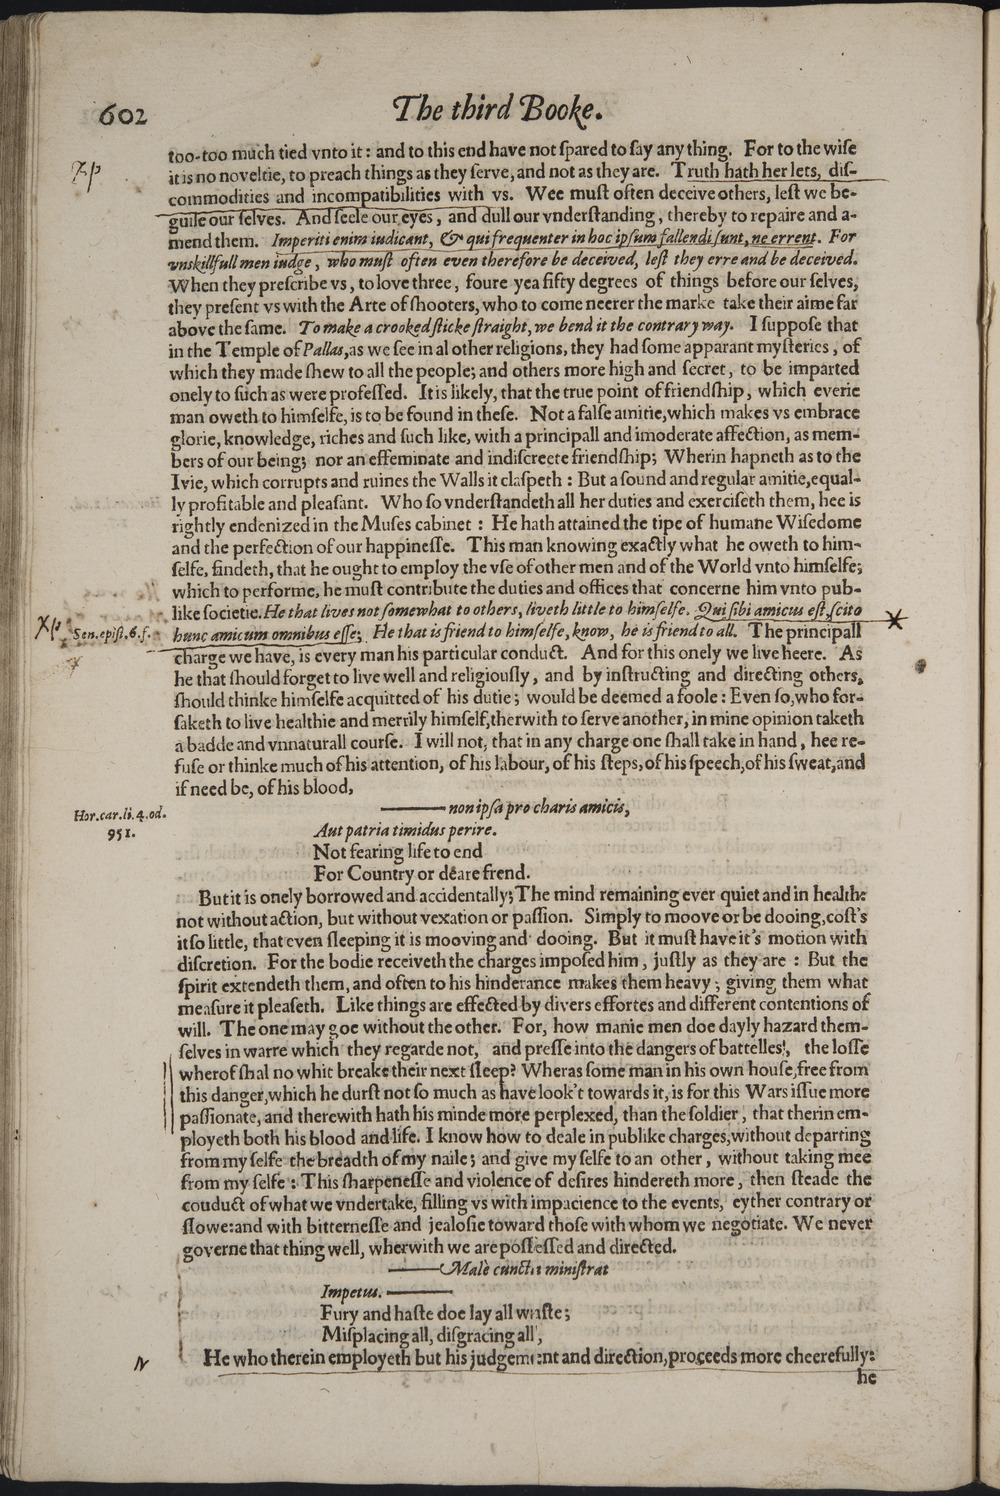 602
The third Booke.
too-too much tied vnto it: and to this end haue not ſpared to ſay any thing. For to the wiſe
it is no noveltie, to preach things as they ſerve, and not as they are. Truth hath her lets, diſ-
commodities and incompatibilities with vs. Wee muſt often deceive others, leſt we be-
guile our ſelves. And ſeele our eyes, and dull our vnderſtanding, thereby to repaire and a-
mend them. Imperiti enim iudicant, & qui frequenter in hoc ipſum fallendi ſunt, ne errent. For
vnskillfull men iudge, who muſt often even therefore be deceived, leſt they erre and be deceived.
When they preſcribe vs, to love three, foure yea fifty degrees of things before our ſelves,
they preſent vs with the Arte of ſhooters, who to come neerer the marke take their aime far
above the ſame. To make a crooked ſticke ſtraight, we bend it the contrary way. I ſuppoſe that
in the Temple of Pallas, as we ſee in al other religions, they had ſome apparant myſteries, of
which they made ſhew to all the people; and others more high and ſecret, to be imparted
onely to ſuch as were profeſſed. It is likely, that the true point of friendſhip, which everie
man oweth to himſelfe, is to be found in theſe. Not a falſe amitie, which makes vs embrace
glorie, knowledge, riches and ſuch like, with a principall and imoderate affection, as mem-
bers of our being; nor an effeminate and indiſcreete friendſhip; Wherin hapneth as to the
Ivie, which corrupts and ruines the Walls it claſpeth: But a ſound and regular amitie, equal-
ly profitable and pleaſant. Who ſo vnderſtandeth all her duties and exerciſeth them, hee is
rightly endenized in the Muſes cabinet: He hath attained the tipe of humane Wiſedome
and the perfection of our happineſſe. This man knowing exactly what he oweth to him-
ſelfe, findeth, that he ought to employ the vſe of other men and of the World vnto himſelfe;
which to performe, he muſt contribute the duties and offices that concerne him vnto pub-
like ſocietie. He that lives not ſomewhat to others, liveth little to himſelfe. Qui ſibi amicus eſt, ſcito
Sen. epiſt. 6. f.
hunc amicum omnibus eſſe; He that is friend to himſelfe, know, he is friend to all. The principall
charge we have, is every man his particular conduct. And for this onely we live heere. As
he that ſhould forget to live well and religiouſly, and by inſtructing and directing others,
ſhould thinke himſelfe acquitted of his dutie; would be deemed a foole: Even ſo, who for-
ſaketh to live healthie and merrily himſelf, therwith to ſerve another, in mine opinion taketh
a badde and vnnaturall courſe. I will not, that in any charge one ſhall take in hand, hee re-
fuſe or thinke much of his attention, of his labour, of his ſteps, of his ſpeech, of his ſweat, and
if need be, of his blood,
Hor. car. li. 4. od.
951.
—— non ipſa pro charis amicis,
Aut patria timidus perire.
Not fearing life to end
For Country or deare frend.
But it is onely borrowed and accidentally; The mind remaining ever quiet and in health:
not without action, but without vexation or paſſion. Simply to moove or be dooing, coſt's
it ſo little, that even ſleeping it is mooving and dooing. But it muſt have it's motion with
diſcretion. For the bodie receiveth the charges impoſed him, juſtly as they are: But the
ſpirit extendeth them, and often to his hinderance makes them heavy; giving them what
meaſure it pleaſeth. Like things are effected by divers effortes and different contentions of
will. The one may goe without the other. For, how manie men doe dayly hazard them-
ſelves in warre which they regarde not, and preſſe into the dangers of battelles, the loſſe
wherof ſhal no whit breake their next ſleep? Wheras ſome man in his own houſe, free from
this danger, which he durſt not ſo much as have look't towards it, is for this Wars iſſue more
paſſionate, and therewith hath his minde more perplexed, than the ſoldier, that therin em-
ployeth both his blood and life. I know how to deale in publike charges, without departing
from my ſelfe the breadth of my naile; and give my ſelfe to an other, without taking mee
from my ſelfe: This ſharpeneſſe and violence of deſires hindereth more, then ſteade the
couduct of what we vndertake, filling vs with impacience to the events, eyther contrary or
ſlowe: and with bitterneſſe and jealoſie toward thoſe with whom we negotiate. We never
governe that thing well, wherwith we are poſſeſſed and directed.
—— Malè cuncta miniſtrat
Impetus. ——
Fury and haſte doe lay all waſte;
Miſplacing all, diſgracing all,
He who therein employeth but his judgement and direction, proceeds more cheerefully:
he